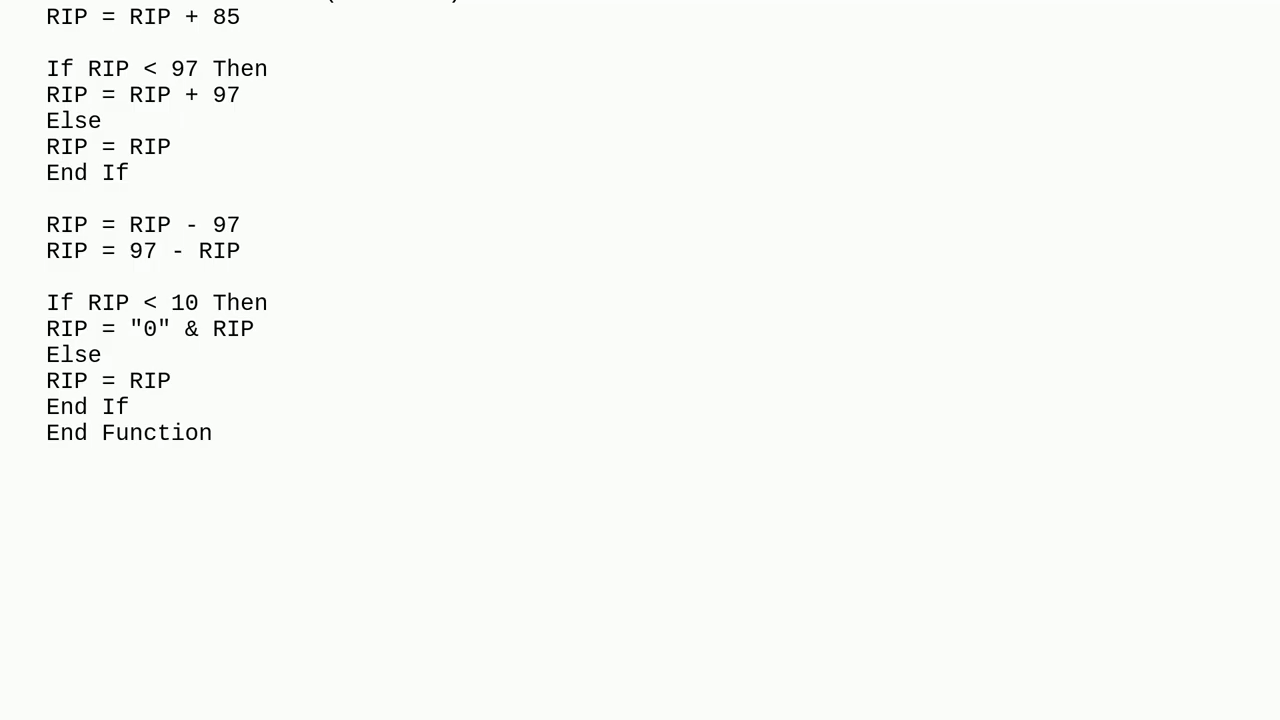 RIP = RIP + 85
If RIP < 97 Then
RIP = RIP + 97
Else
RIP = RIP
End If
RIP = RIP - 97
RIP = 97 - RIP
If RIP < 10 Then
RIP = "0" & RIP
Else
RIP = RIP
End If
End Function